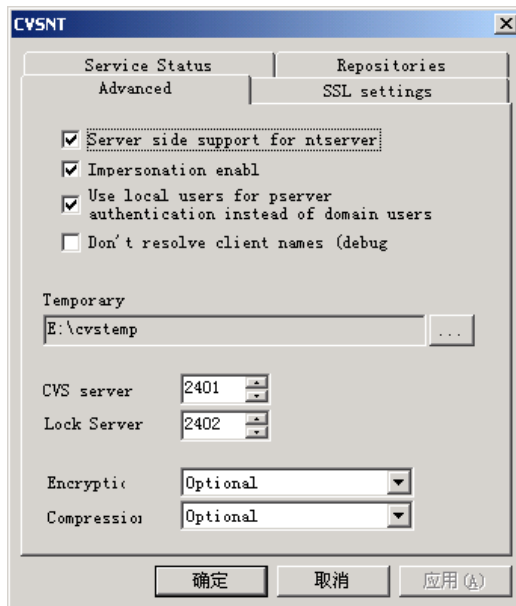 CVSNT
Service Status
Repositories
Advanced
SSL settings
Server side support for ntserver
Impersonation enabl
Use local users for pserver
authentication instead of domain users
Don't resolve client names (debug
Temporary
E:\cvstemp
...
CVS server
2401
Lock Server
2402
Encryptic
Optional
Compression
Optional
确定
取消
应用(A)